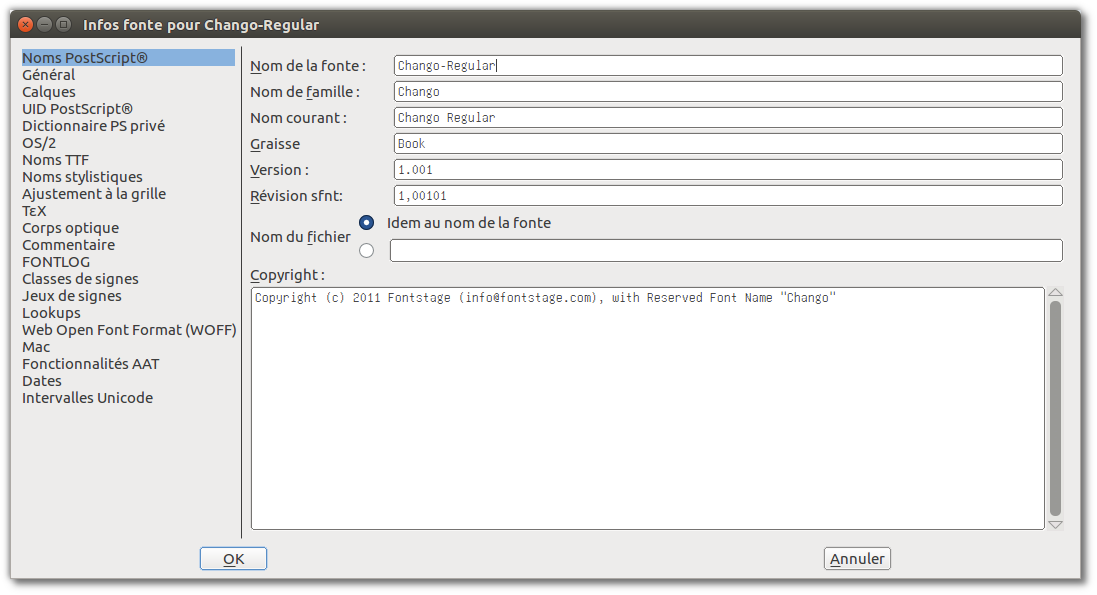 Infos fonte pour Chango-Regular
Noms PostScript®
Général
Calques
UID PostScript®
Dictionnaire PS privé
OS/2
Noms TTF
Noms stylistiques
Ajustement à la grille
TεX
Corps optique
Commentaire
FONTLOG
Classes de signes
Jeux de signes
Lookups
Web Open Font Format (WOFF)
Mac
Fonctionnalités AAT
Dates
Intervalles Unicode
Nom de la fonte : Chango-Regular
Nom de famille : Chango
Nom courant : Chango Regular
Graisse Book
Version : 1.001
Révision sfnt: 1,00101
Nom du fichier Idem au nom de la fonte
Copyright :
Copyright (c) 2011 Fontstage (info@fontstage.com), with Reserved Font Name "Chango"
OK Annuler